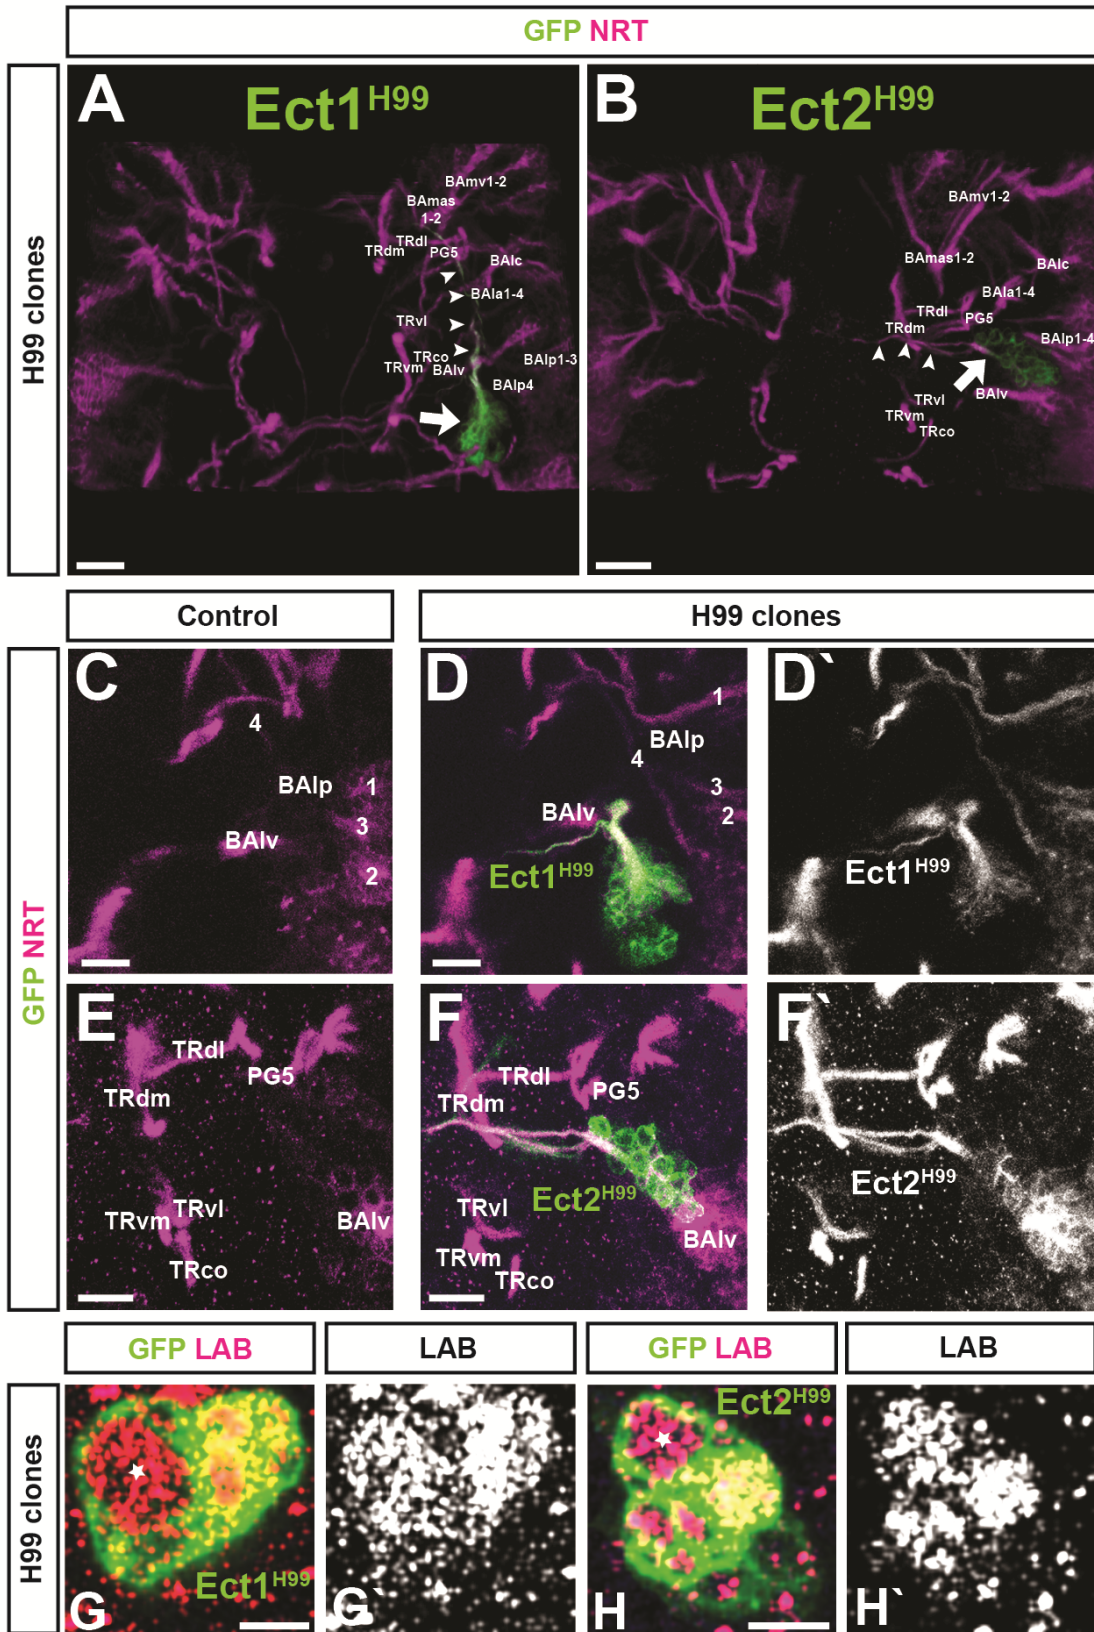 GFP NRT
H99 clones
A
Ect1H99
BAmv1-2
BAmas
1-2
TRdl
TRdm
PG5
BAlc
BAla1-4
TRvl
TRco
TRvm
BAlv
BAlp1-3
BAlp4
B
Ect2H99
BAmv1-2
BAmas1-2
BAlc
BAla1-4
TRdl
PG5
TRdm
BAlp1-4
BAlv
TRvl
TRvm
TRco
Control
H99 clones
GFP NRT
C
4
BAlp
1
3
BAlv
2
D
1
BAlp
4
3
2
BAlv
Ect1H99
D`
Ect1H99
E
TRdl
PG5
TRdm
TRvl
TRvm
BAlv
TRco
F
TRdl
PG5
TRdm
Ect2H99
TRvl
BAlv
TRvm
TRco
F`
Ect2H99
GFP LAB
LAB
GFP LAB
LAB
H99 clones
Ect1H99
G
G`
Ect2H99
H
H`